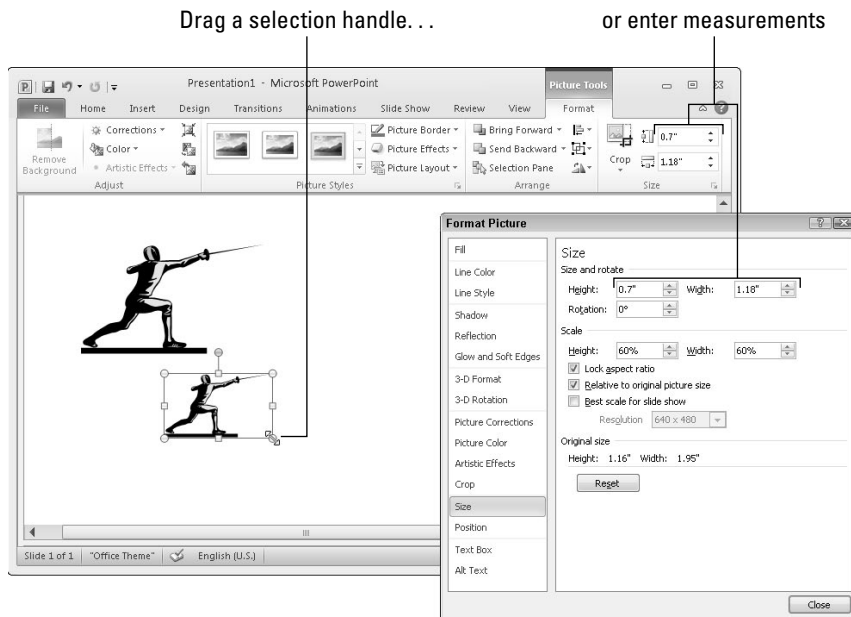 Drag a selection handle. . .
or enter measurements
Presentation1 - Microsoft PowerPoint
Picture Tools
File Home Insert Design Transitions Animations Slide Show Review View Format
Remove Background
Corrections
Color
Artistic Effects
Adjust
Picture Border
Picture Effects
Picture Layout
Picture Styles
Bring Forward
Send Backward
Selection Pane
Arrange
Crop
0.7"
1.18"
Size
Format Picture
Fill
Line Color
Line Style
Shadow
Reflection
Glow and Soft Edges
3-D Format
3-D Rotation
Picture Corrections
Picture Color
Artistic Effects
Crop
Size
Position
Text Box
Alt Text
Size
Size and rotate
Height: 0.7" Width: 1.18"
Rotation: 0°
Scale
Height: 60% Width: 60%
Lock aspect ratio
Relative to original picture size
Best scale for slide show
Resolution 640 x 480
Original size
Height: 1.16" Width: 1.95"
Reset
Close
Slide 1 of 1 "Office Theme" English (U.S.)